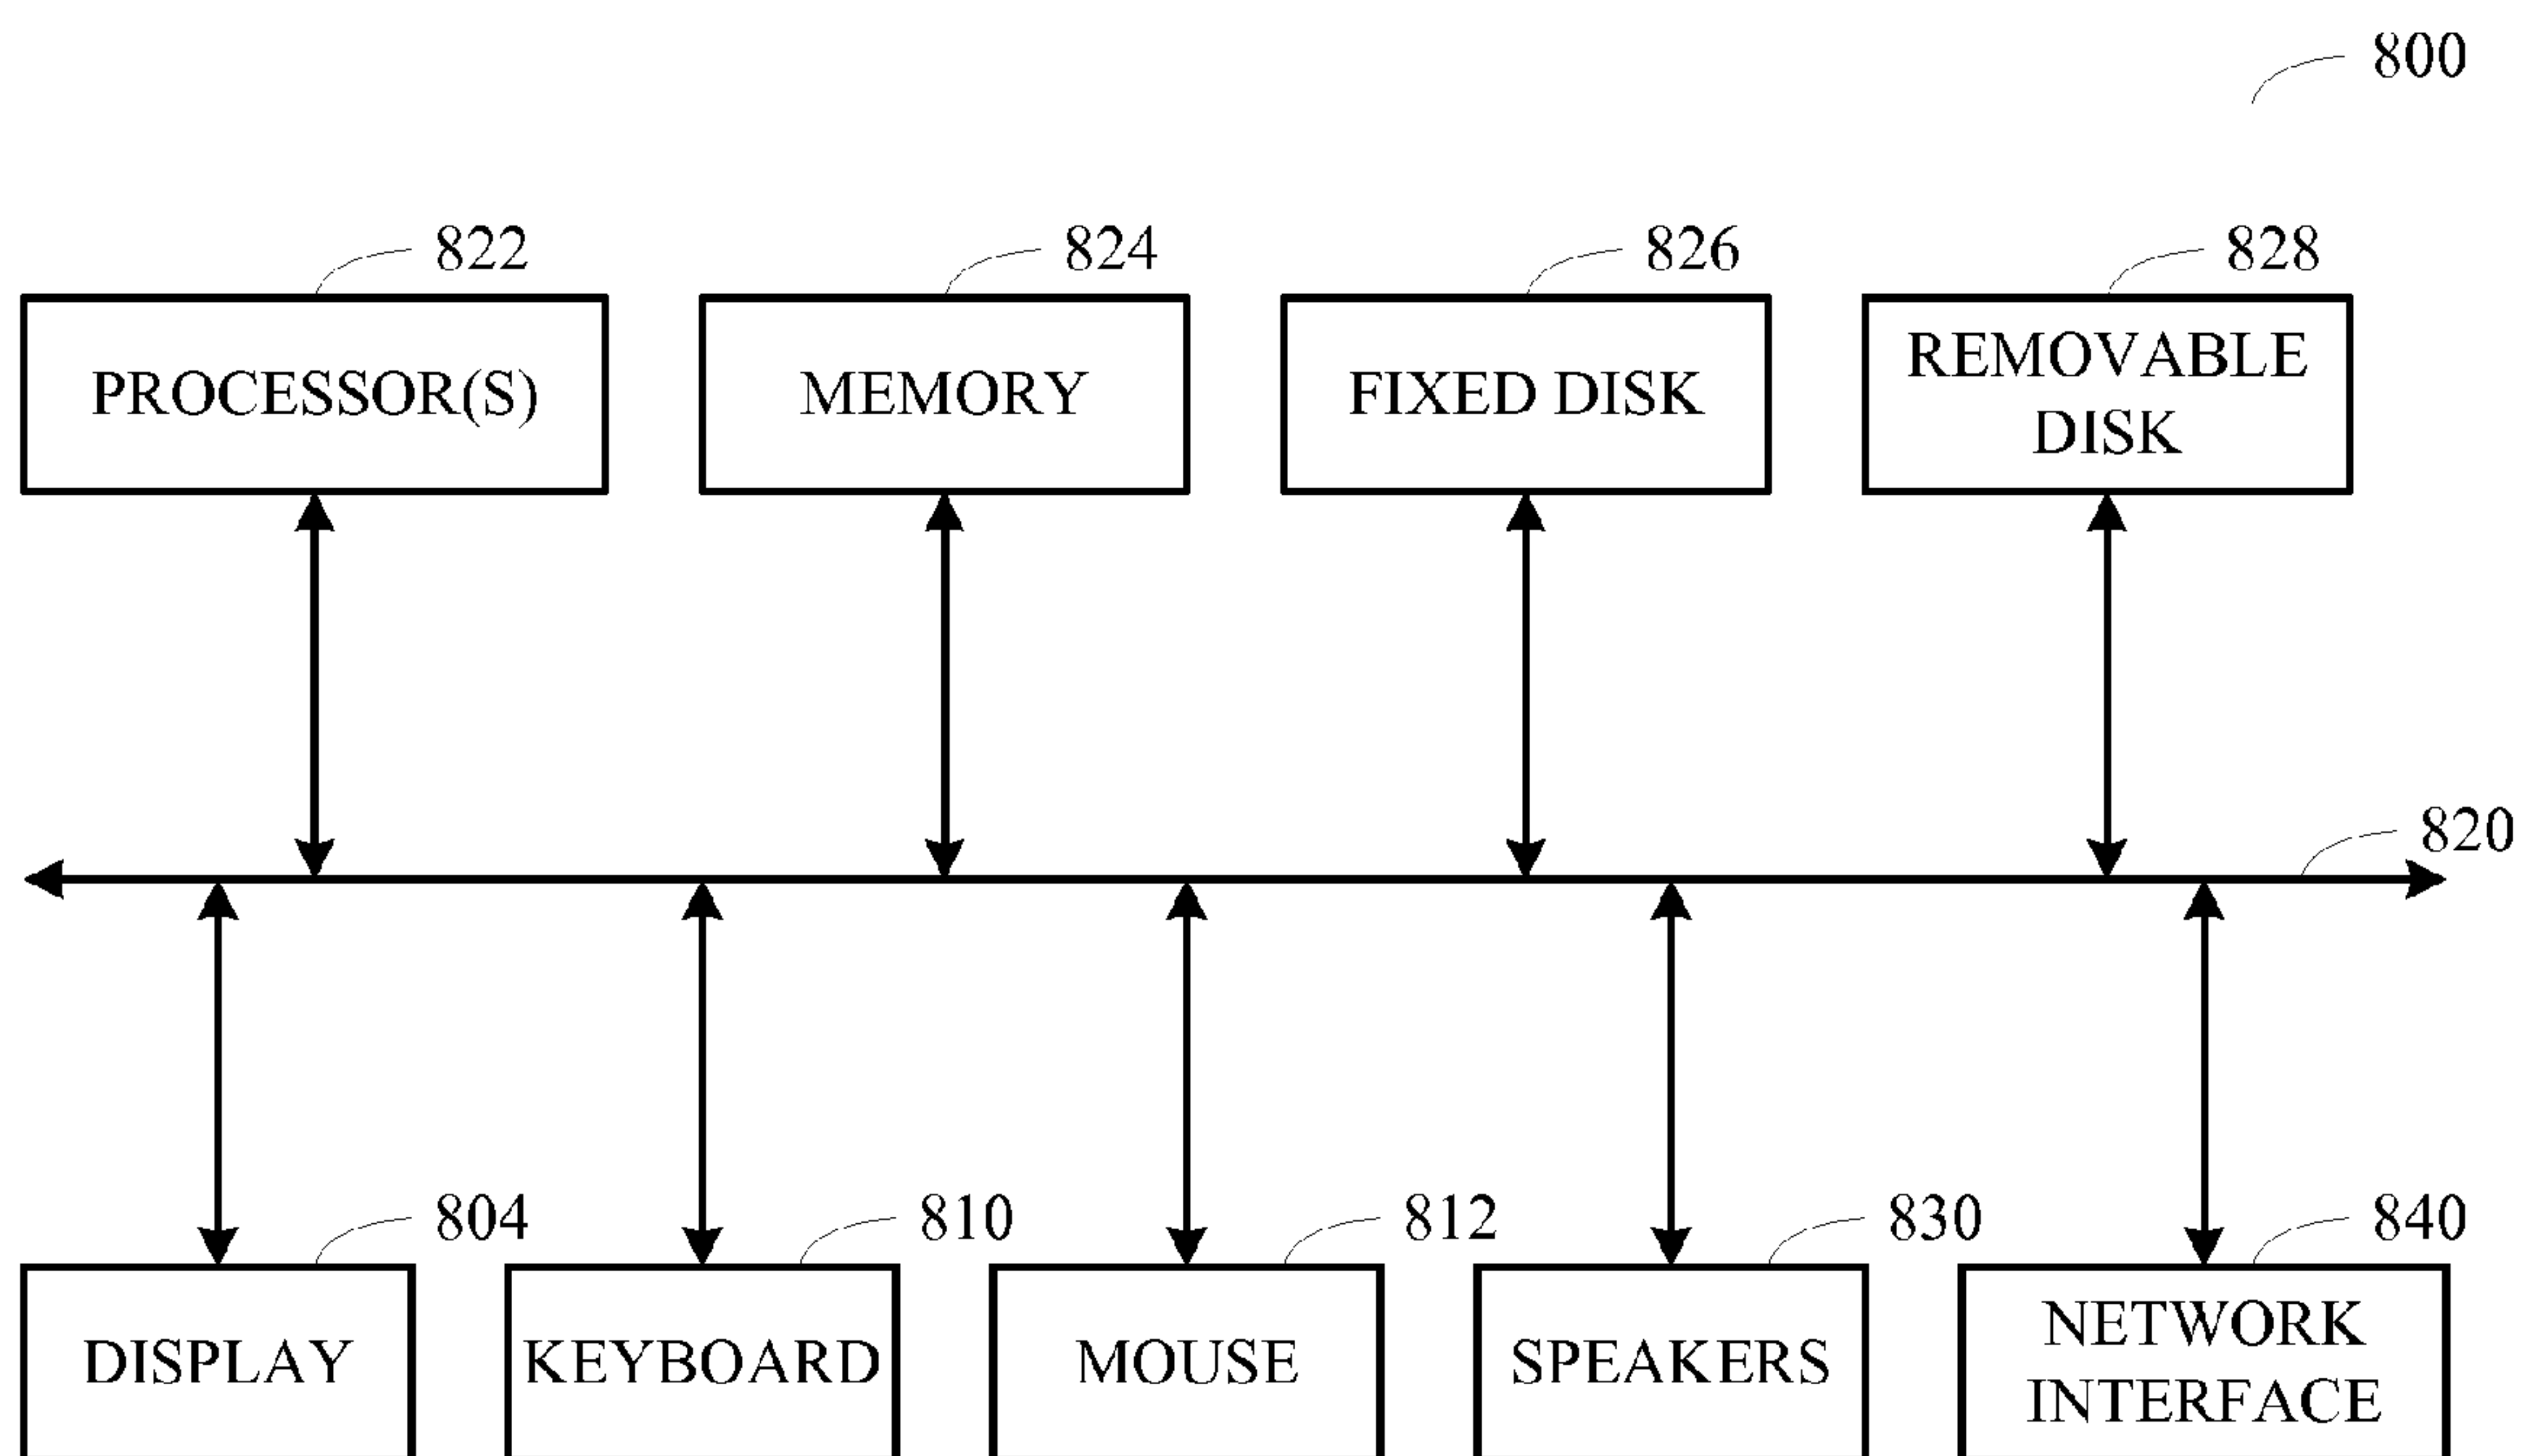 800
822
824
826
828
PROCESSOR(S)
MEMORY
FIXED DISK
REMOVABLE
DISK
820
804
810
812
830
840
DISPLAY
KEYBOARD
MOUSE
SPEAKERS
NETWORK
INTERFACE